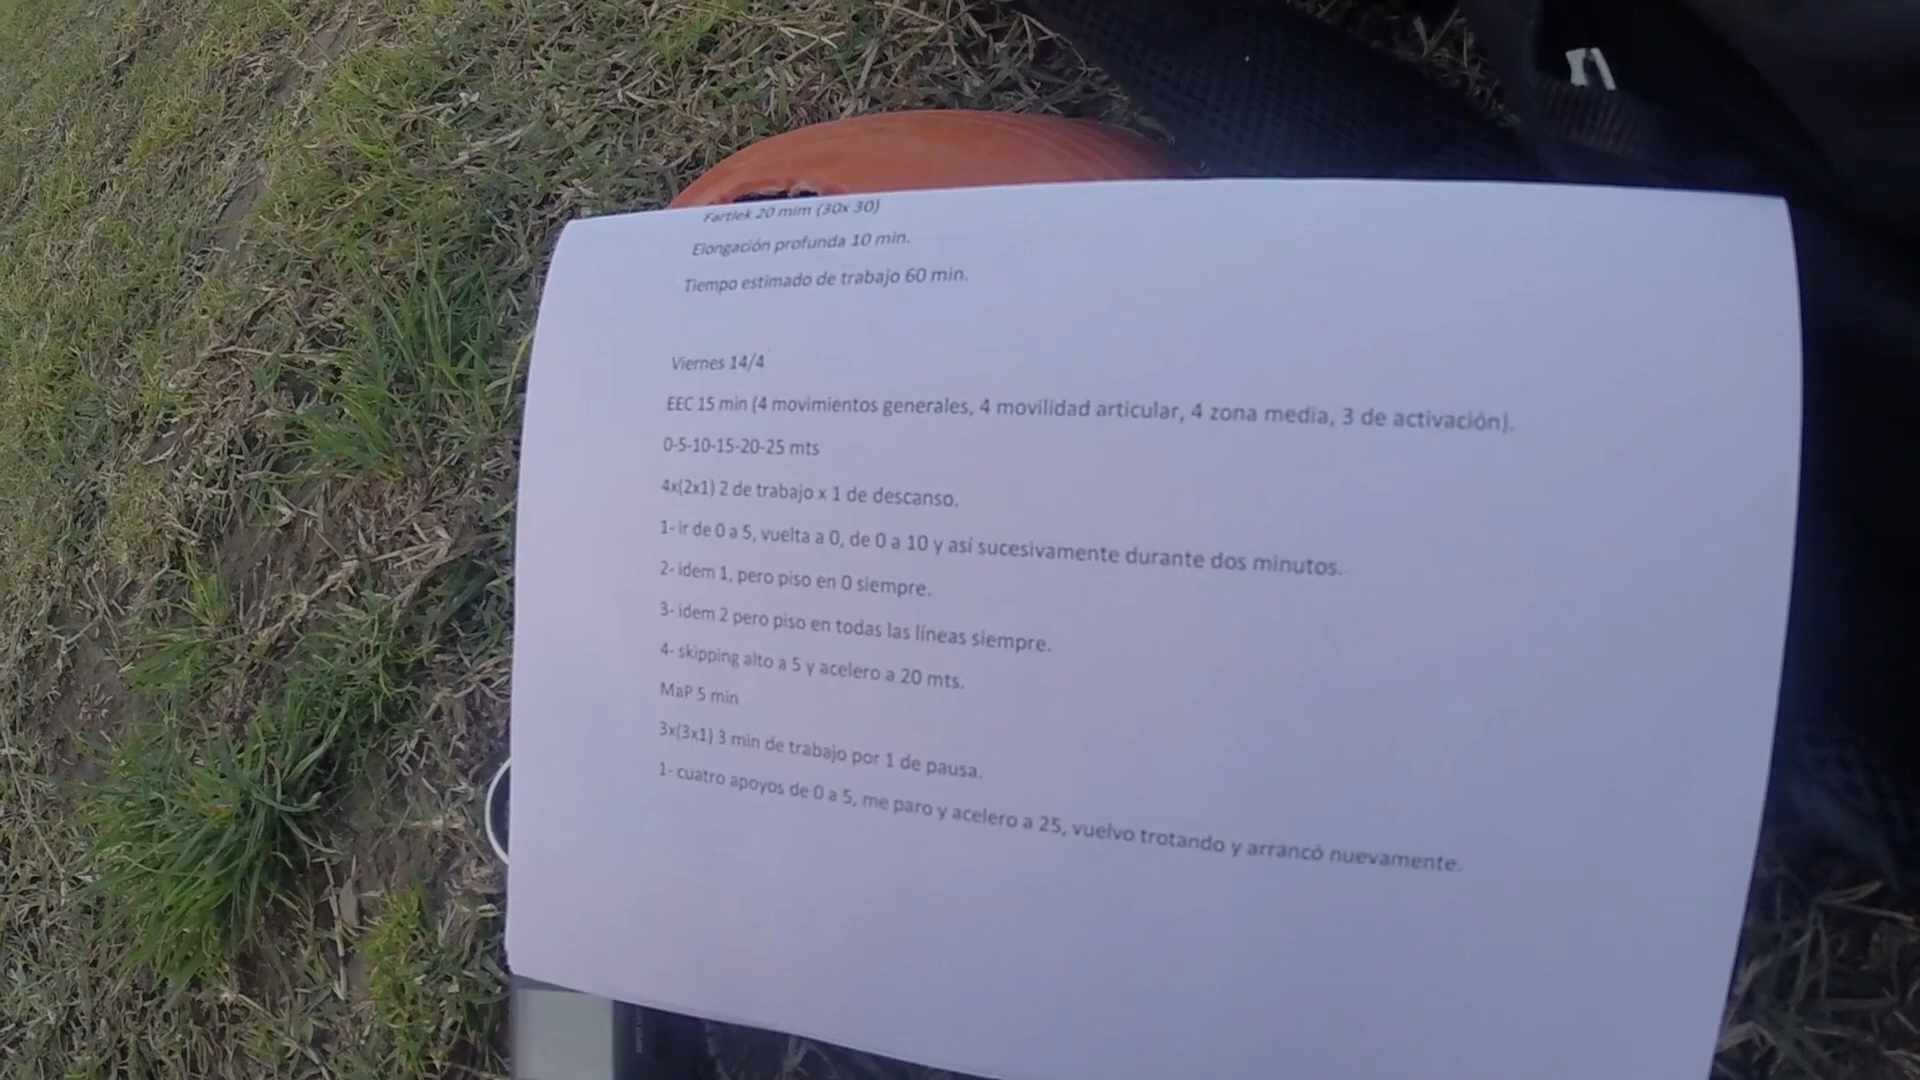 Fartlek 20 mim (30x 30)
Elongación profunda 10 min.
Tiempo estimado de trabajo 60 min.
Viernes 14/4
EEC 15 min (4 movimientos generales, 4 movilidad articular, 4 zona media, 3 de activación).
0-5-10-15-20-25 mts
4x(2x1) 2 de trabajo x 1 de descanso.
1- ir de 0 a 5, vuelta a 0, de 0 a 10 y así sucesivamente durante dos minutos.
2- idem 1, pero piso en 0 siempre.
3- idem 2 pero piso en todas las líneas siempre.
4- skipping alto a 5 y acelero a 20 mts.
MaP 5 min
3x(3x1) 3 min de trabajo por 1 de pausa.
1- cuatro apoyos de 0 a 5, me paro y acelero a 25, vuelvo trotando y arrancó nuevamente.